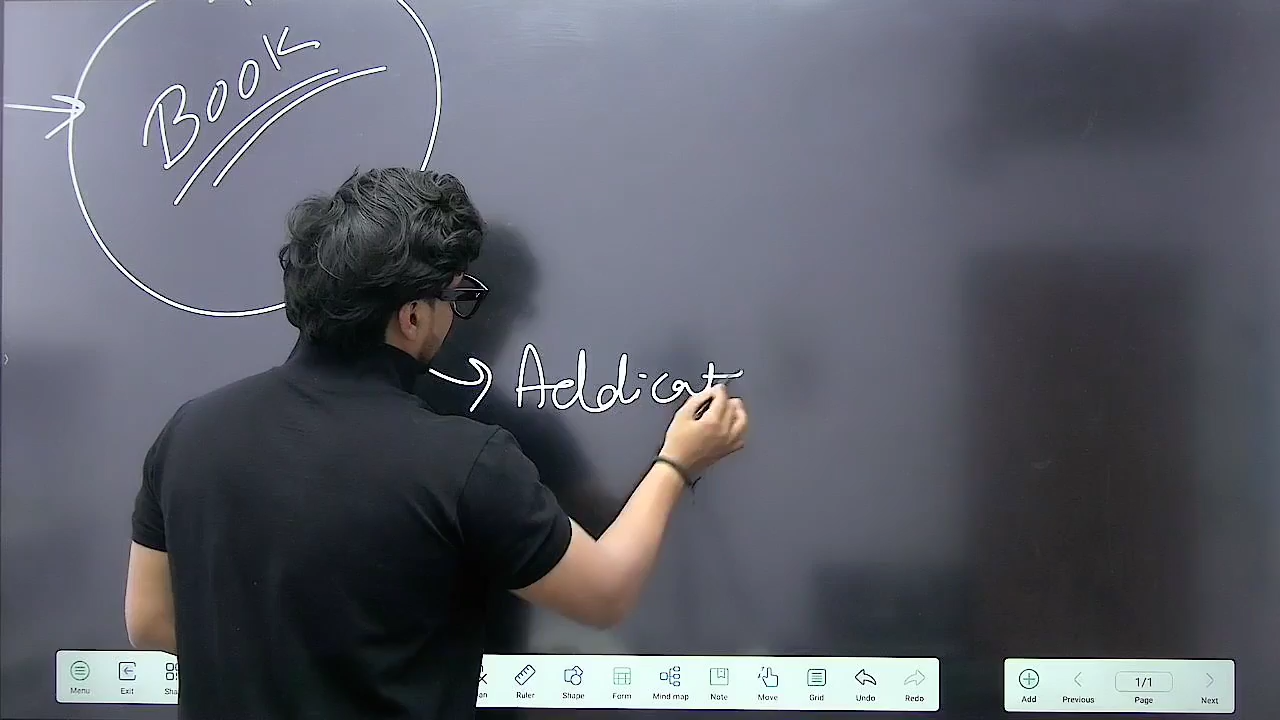 Book
Addicat
Menu
Exit
Ruler
Shape
Form
Mind map
Note
Move
Grid
Undo
Redo
Add
Previous
1/1
Page
Next